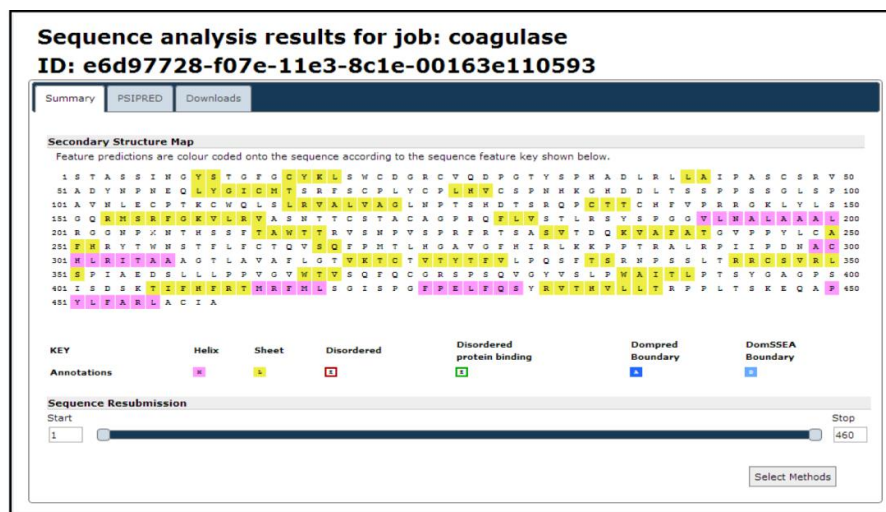 Sequence analysis results for job: coagulase
ID: e6d97728-f07e-11e3-8c1e-00163e110593
Summary PSIPRED Downloads
Secondary Structure Map
Feature predictions are colour coded onto the sequence according to the sequence feature key shown below.
1 S T A S S I N G Y S T G F G C Y K L S W C D G R C V Q D P G T Y S P H A D L R L L A I P A S C S R V 50
51 A D Y N P N E Q L Y G I C M T S R F S C P L Y C P L H V C S P N H K G H D D L T S S P P S S G L S P 100
101 A V N L E C P T K C W Q L S L R V A L V A G L N P T S H D T S R Q P C T T C H F V P R R G K L Y L S 150
151 G Q R M S R F G K V L R V A S N T T C S T A C A G P R Q F L V S T L R S Y S P G G V L N A L A A A L 200
201 R G G N P X N T H S S F T A W T T R V S N P V S P R F R T S A S V T D Q K V A F A T G V P P Y L C A 250
251 F H R Y T W N S T F L F C T Q V S Q F P M T L H G A V G F H I R L K K P P T R A L R P I I P D N A C 300
301 H L R I T A A A G T L A V A F L G T V K T C T V T Y T F V L P Q S F T S R N P S S L T R R C S V R L 350
351 S P I A E D S L L L P P V G V W T V S Q F Q C G R S P S Q V G Y V S L P W A I T L P T S Y G S G P S 400
401 I S D S K T I F H F R T M R F M L S G I S P G F P E L F Q S Y R V T H V L L T R P P L T S K E Q A P 450
451 Y L F A R L A C I A
KEY Helix Sheet Disordered Disordered protein binding Dompred Boundary DomSSEA Boundary
Annotations
Sequence Resubmission
Start Stop
1 460
Select Methods